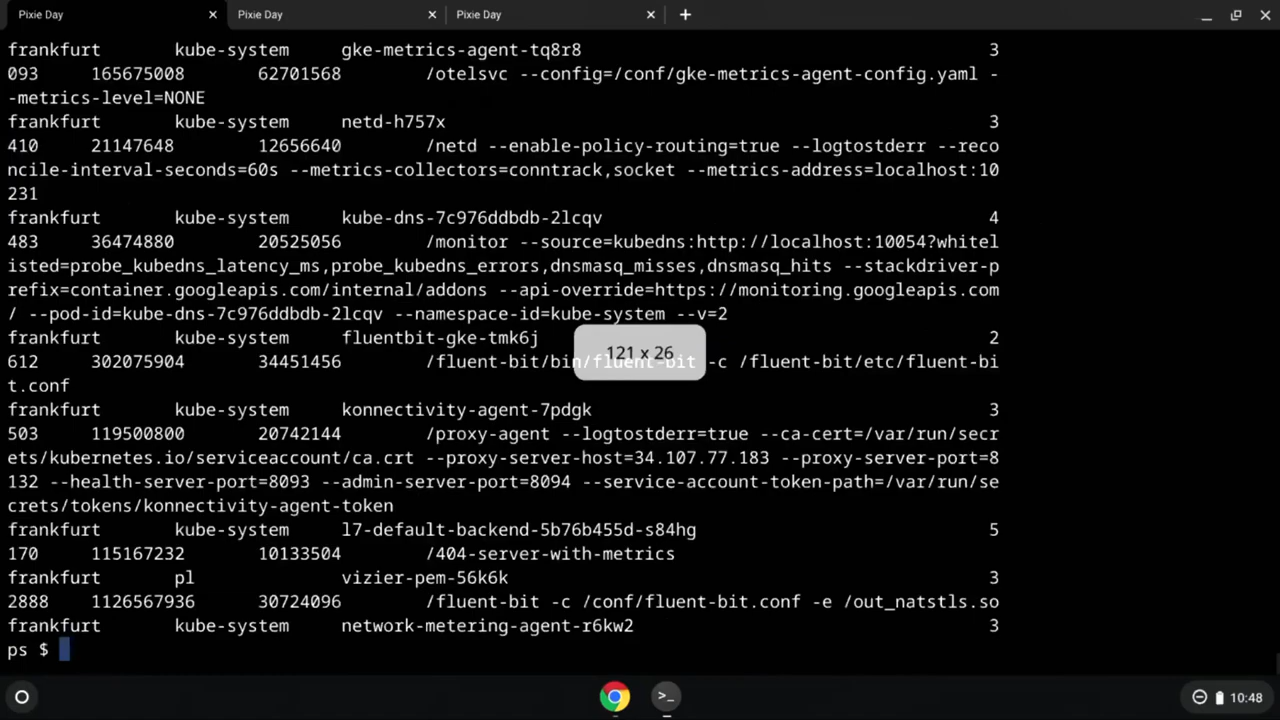 Pixie Day
Pixie Day
Pixie Day
frankfurt kube-system gke-metrics-agent-tq8r8 3
093 165675008 62701568 /otelsvc --config=/conf/gke-metrics-agent-config.yaml -
-metrics-level=NONE
frankfurt kube-system netd-h757x 3
410 21147648 12656640 /netd --enable-policy-routing=true --logtostderr --reco
ncile-interval-seconds=60s --metrics-collectors=conntrack,socket --metrics-address=localhost:10
231
frankfurt kube-system kube-dns-7c976ddbdb-2lcqv 4
483 36474880 20525056 /monitor --source=kubedns:http://localhost:10054?whitel
isted=probe_kubedns_latency_ms,probe_kubedns_errors,dnsmasq_misses,dnsmasq_hits --stackdriver-p
refix=container.googleapis.com/internal/addons --api-override=https://monitoring.googleapis.com
/ --pod-id=kube-dns-7c976ddbdb-2lcqv --namespace-id=kube-system --v=2
frankfurt kube-system fluentbit-gke-tmk6j 2
121 x 26
612 302075904 34451456 /fluent-bit/bin/fluent-bit -c /fluent-bit/etc/fluent-bi
t.conf
frankfurt kube-system konnectivity-agent-7pdgk 3
503 119500800 20742144 /proxy-agent --logtostderr=true --ca-cert=/var/run/secr
ets/kubernetes.io/serviceaccount/ca.crt --proxy-server-host=34.107.77.183 --proxy-server-port=8
132 --health-server-port=8093 --admin-server-port=8094 --service-account-token-path=/var/run/se
crets/tokens/konnectivity-agent-token
frankfurt kube-system l7-default-backend-5b76b455d-s84hg 5
170 115167232 10133504 /404-server-with-metrics
frankfurt pl vizier-pem-56k6k 3
2888 1126567936 30724096 /fluent-bit -c /conf/fluent-bit.conf -e /out_natstls.so
frankfurt kube-system network-metering-agent-r6kw2 3
ps $
10:48